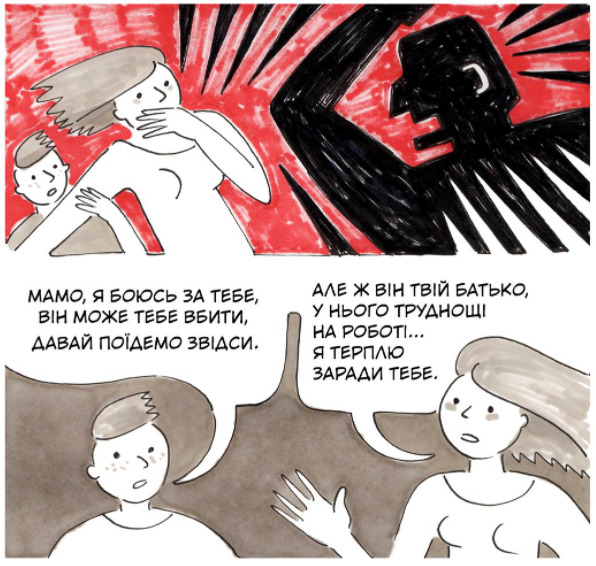 МАМО, Я БОЮСЬ ЗА ТЕБЕ,
ВІН МОЖЕ ТЕБЕ ВБИТИ,
ДАВАЙ ПОЇДЕМО ЗВІДСИ.
АЛЕ Ж ВІН ТВІЙ БАТЬКО,
У НЬОГО ТРУДНОЩІ
НА РОБОТІ...
Я ТЕРПЛЮ
ЗАРАДИ ТЕБЕ.